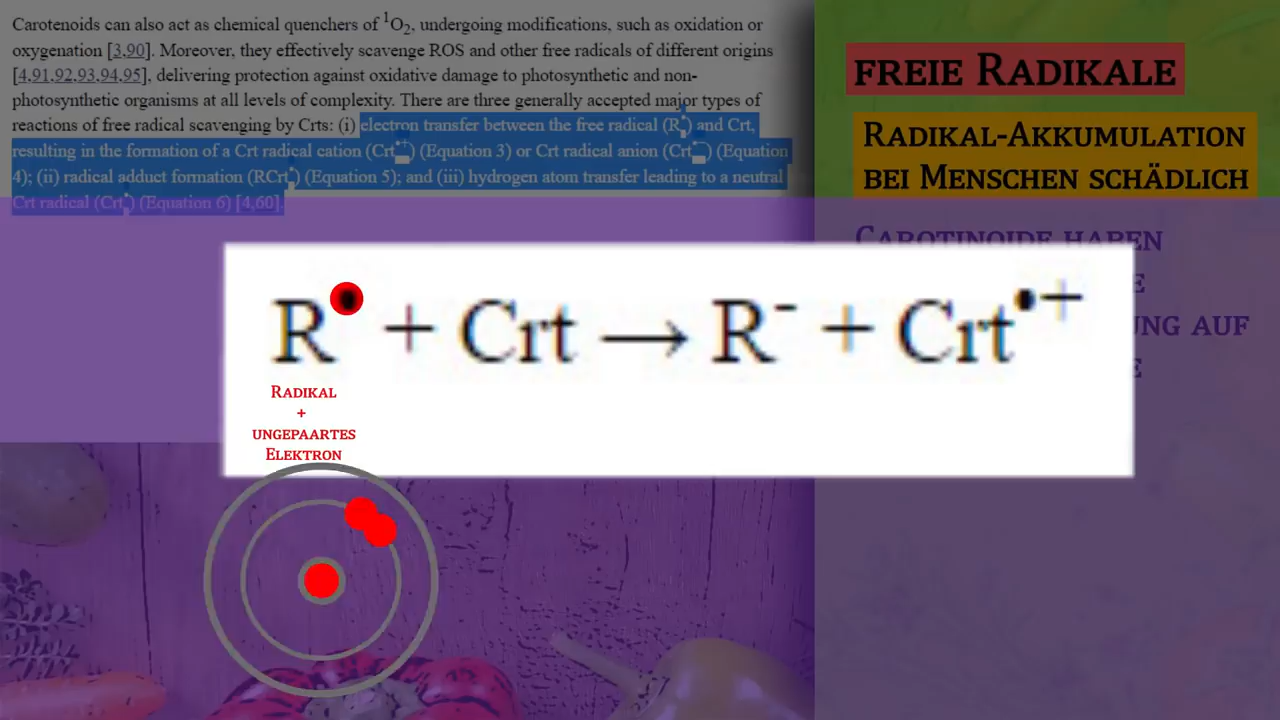 Carotenoids can also act as chemical quenchers of ¹O₂, undergoing modifications, such as oxidation or
oxygenation [3,90]. Moreover, they effectively scavenge ROS and other free radicals of different origins
[4,91,92,93,94,95], delivering protection against oxidative damage to photosynthetic and non-
photosynthetic organisms at all levels of complexity. There are three generally accepted major types of
reactions of free radical scavenging by Crts: (i) electron transfer between the free radical (R•) and Crt,
resulting in the formation of a Crt radical cation (Crt•+) (Equation 3) or Crt radical anion (Crt•−) (Equation
4); (ii) radical adduct formation (RCrt•) (Equation 5); and (iii) hydrogen atom transfer leading to a neutral
Crt radical (Crt•) (Equation 6) [4,60].
FREIE RADIKALE
RADIKAL-AKKUMULATION
BEI MENSCHEN SCHÄDLICH
CAROTINOIDE HABEN
E
UNG AUF
E
R• + Crt → R⁻ + Crt•+
RADIKAL
+
UNGEPAARTES
ELEKTRON